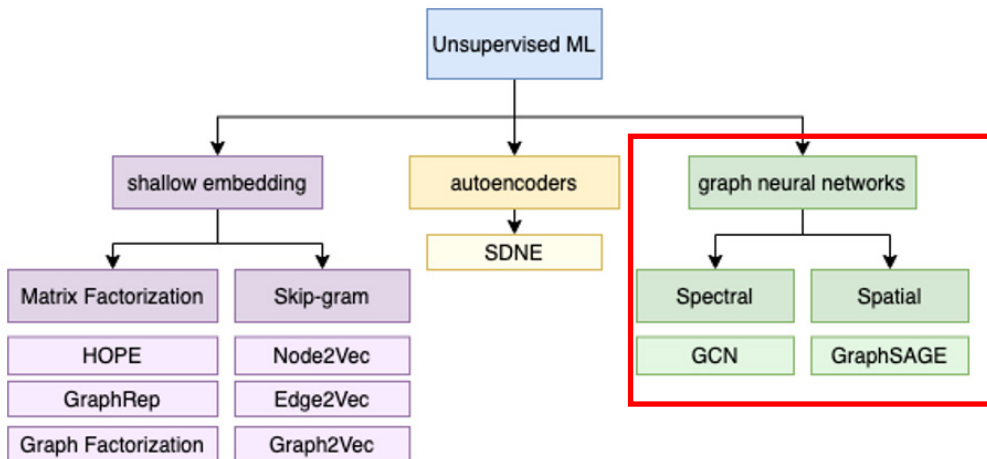 Unsupervised ML
shallow embedding
autoencoders
graph neural networks
SDNE
Matrix Factorization
Skip-gram
Spectral
Spatial
HOPE
Node2Vec
GCN
GraphSAGE
GraphRep
Edge2Vec
Graph Factorization
Graph2Vec